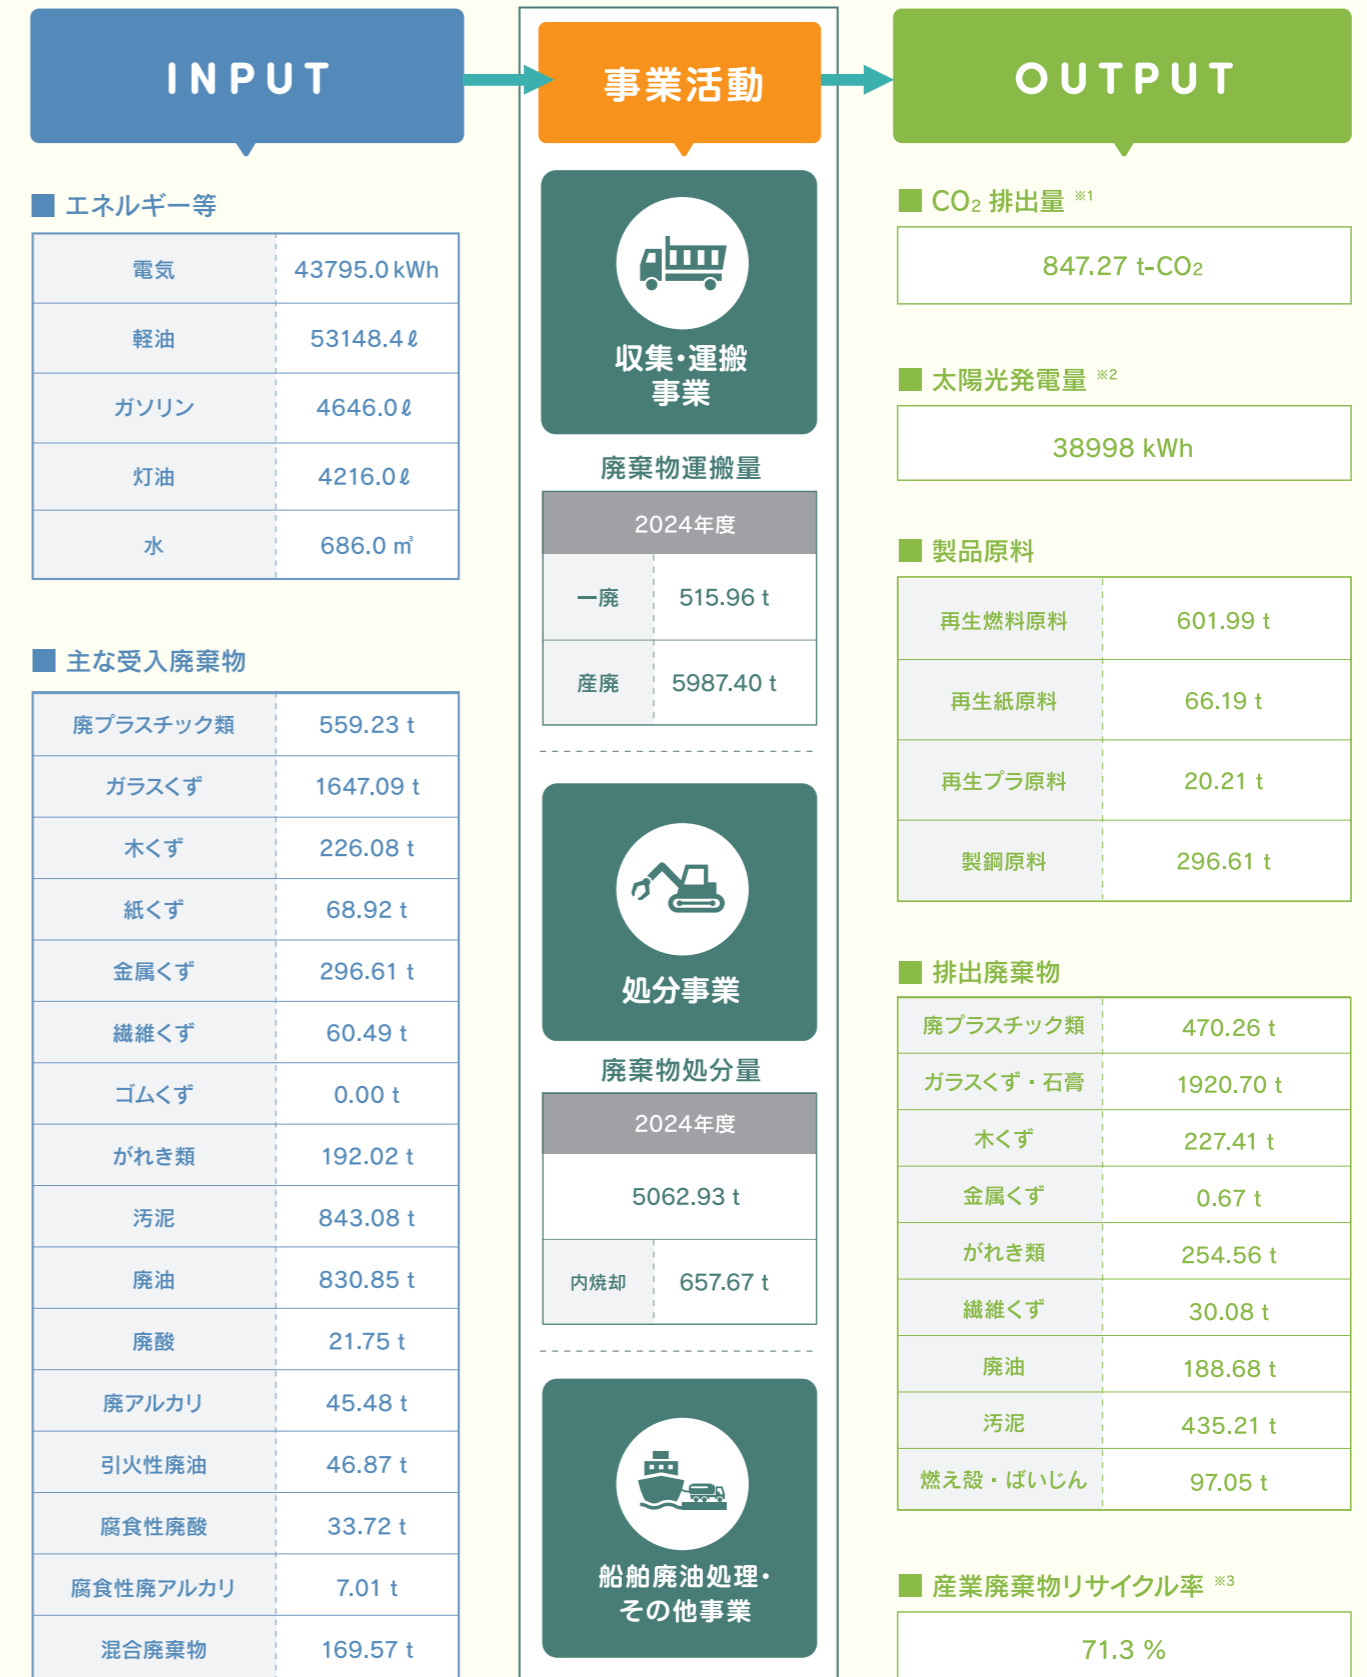 INPUT
■ エネルギー等
電気 43795.0 kWh
軽油 53148.4ℓ
ガソリン 4646.0ℓ
灯油 4216.0ℓ
水 686.0 ㎥
■ 主な受入廃棄物
廃プラスチック類 559.23 t
ガラスくず 1647.09 t
木くず 226.08 t
紙くず 68.92 t
金属くず 296.61 t
繊維くず 60.49 t
ゴムくず 0.00 t
がれき類 192.02 t
汚泥 843.08 t
廃油 830.85 t
廃酸 21.75 t
廃アルカリ 45.48 t
引火性廃油 46.87 t
腐食性廃酸 33.72 t
腐食性廃アルカリ 7.01 t
混合廃棄物 169.57 t
事業活動
収集・運搬
事業
廃棄物運搬量
2024年度
一廃 515.96 t
産廃 5987.40 t
処分事業
廃棄物処分量
2024年度
5062.93 t
内焼却 657.67 t
船舶廃油処理・
その他事業
OUTPUT
■ CO₂ 排出量 ※1
847.27 t-CO₂
■ 太陽光発電量 ※2
38998 kWh
■ 製品原料
再生燃料原料 601.99 t
再生紙原料 66.19 t
再生プラ原料 20.21 t
製鋼原料 296.61 t
■ 排出廃棄物
廃プラスチック類 470.26 t
ガラスくず・石膏 1920.70 t
木くず 227.41 t
金属くず 0.67 t
がれき類 254.56 t
繊維くず 30.08 t
廃油 188.68 t
汚泥 435.21 t
燃え殻・ばいじん 97.05 t
■ 産業廃棄物リサイクル率 ※3
71.3 %